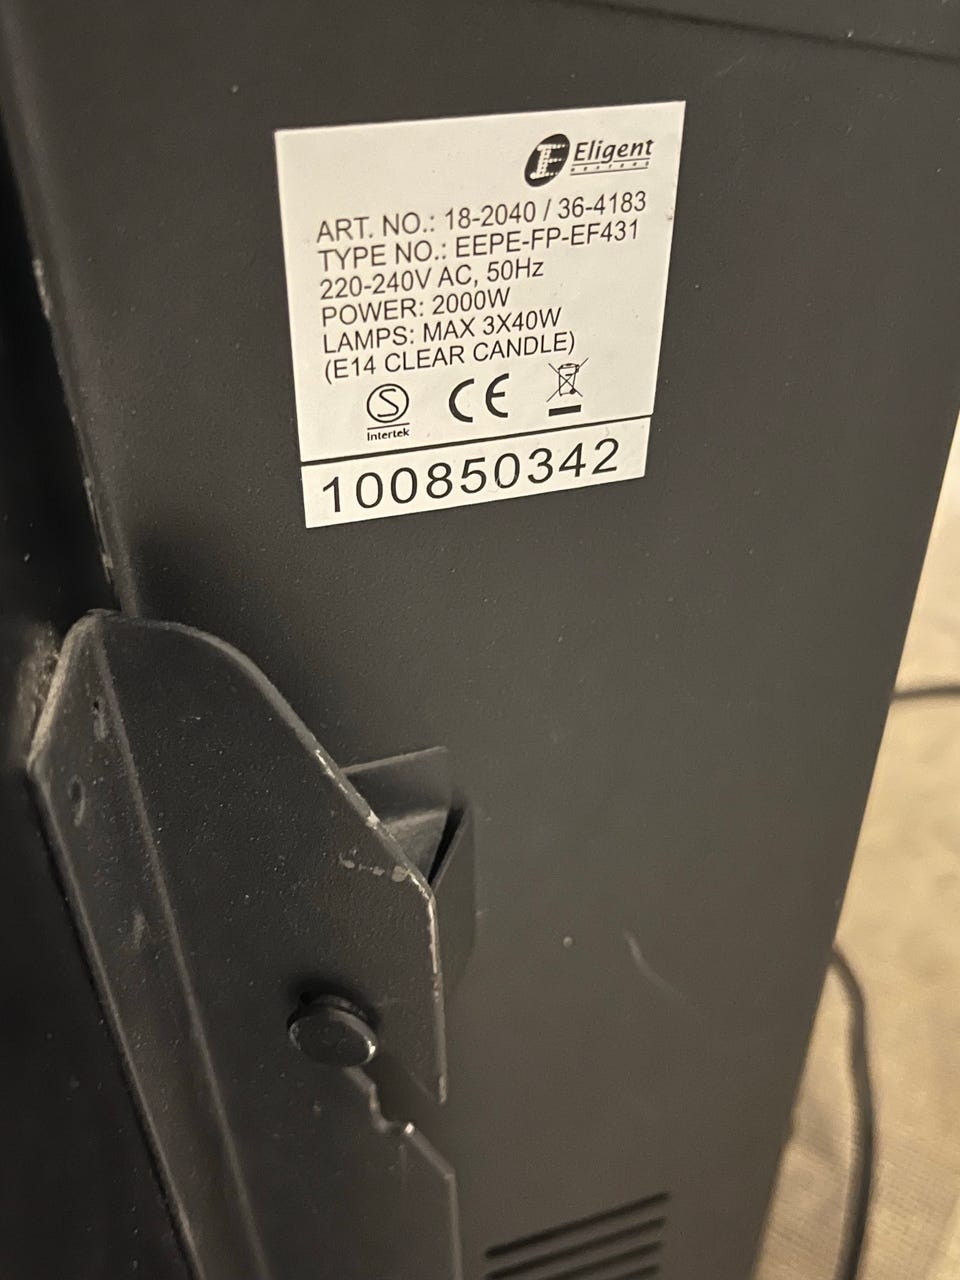 Eligent
ART. NO.: 18-2040 / 36-4183
TYPE NO.: EEPE-FP-EF431
220-240V AC, 50Hz
POWER: 2000W
LAMPS: MAX 3X40W
(E14 CLEAR CANDLE)
S
Intertek
CE
100850342